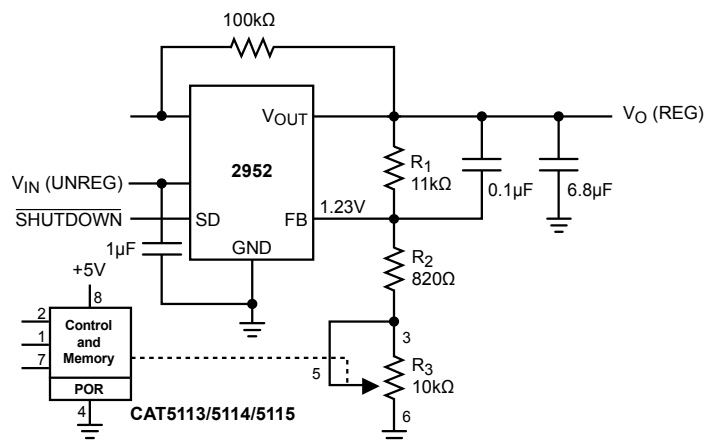 100kΩ
VOUT
VO (REG)
2952
R1
11kΩ
0.1µF
6.8µF
VIN (UNREG)
SHUTDOWN
SD
FB
1.23V
GND
1µF
R2
820Ω
+5V
8
2
1
7
Control
and
Memory
POR
4
CAT5113/5114/5115
3
5
R3
10kΩ
6